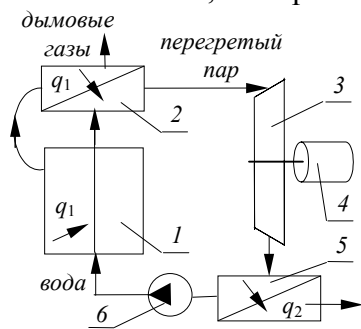 дымовые
газы
перегретый
пар
q₁
2
3
4
q₁
1
5
вода
6
q₂